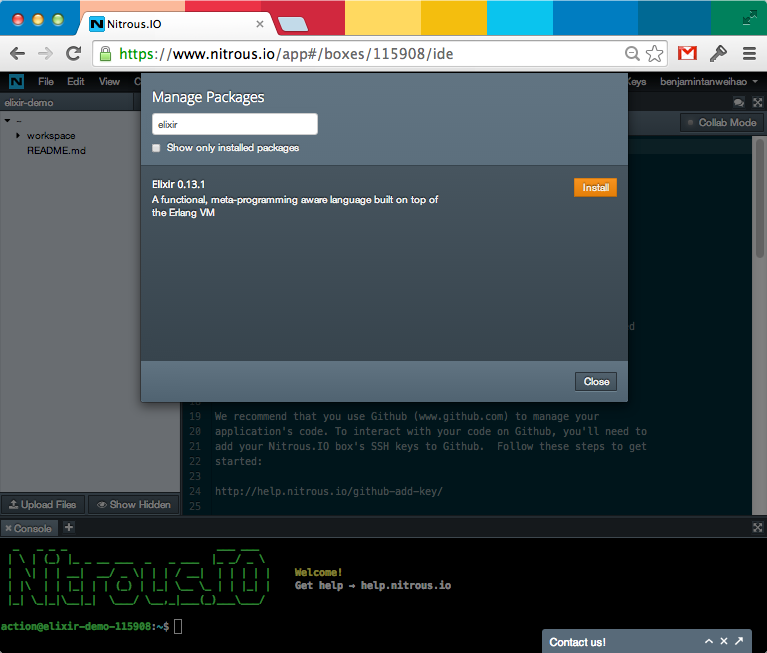 Nitrous.IO
https://www.nitrous.io/app#/boxes/115908/ide
File Edit View
benjamintanweihao
elixir-demo
Collab Mode
workspace
README.md
Manage Packages
elixir
Show only installed packages
Elixir 0.13.1
Install
A functional, meta-programming aware language built on top of
the Erlang VM
Close
19 We recommend that you use Github (www.github.com) to manage your
20 application's code. To interact with your code on Github, you'll need to
21 add your Nitrous.IO box's SSH keys to Github. Follow these steps to get
22 started:
23
24 http://help.nitrous.io/github-add-key/
25
Upload Files Show Hidden
Console
Nitrous.IO
Welcome!
Get help → help.nitrous.io
action@elixir-demo-115908:~$
Contact us!